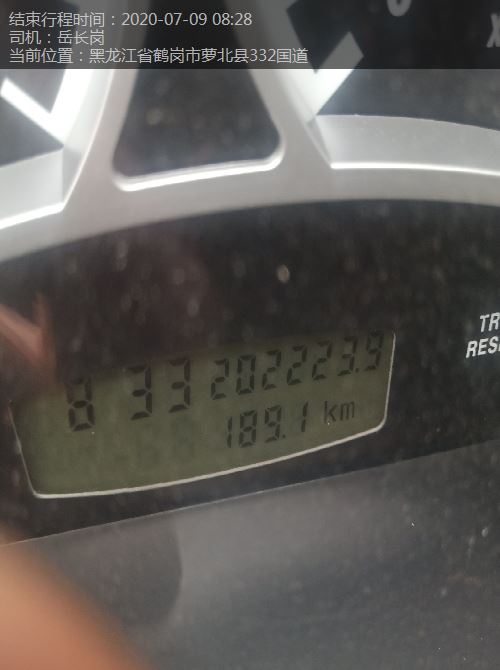 结束行程时间：2020-07-09 08:28
司机：岳长岗
当前位置：黑龙江省鹤岗市萝北县332国道
X
TR
RES
8 33 202223.9
189.1 km